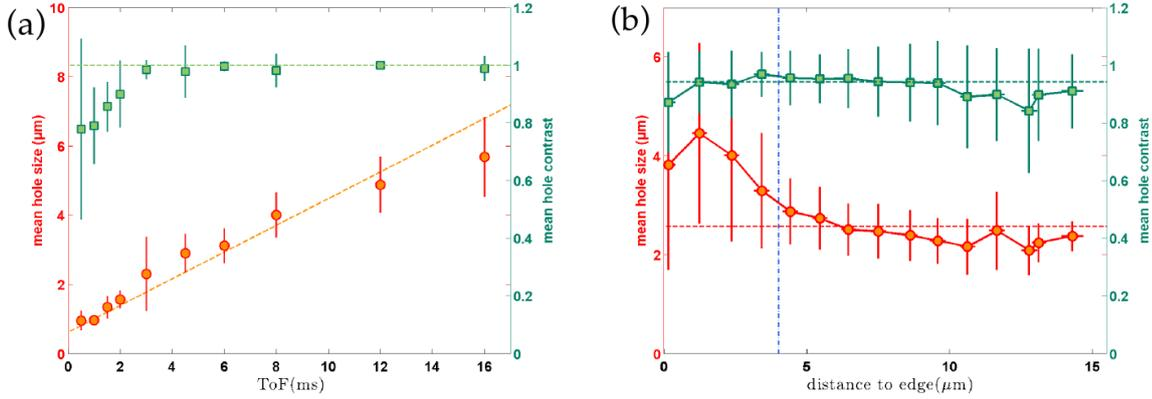 (a)
10
8
6
4
2
0
mean hole size (μm)
0 2 4 6 8 10 12 14 16
ToF(ms)
1.2
1
0.8
0.6
0.4
0.2
0
mean hole contrast
(b)
6
4
2
0
mean hole size (μm)
0 5 10 15
distance to edge(μm)
1.2
1
0.8
0.6
0.4
0.2
0
mean hole contrast